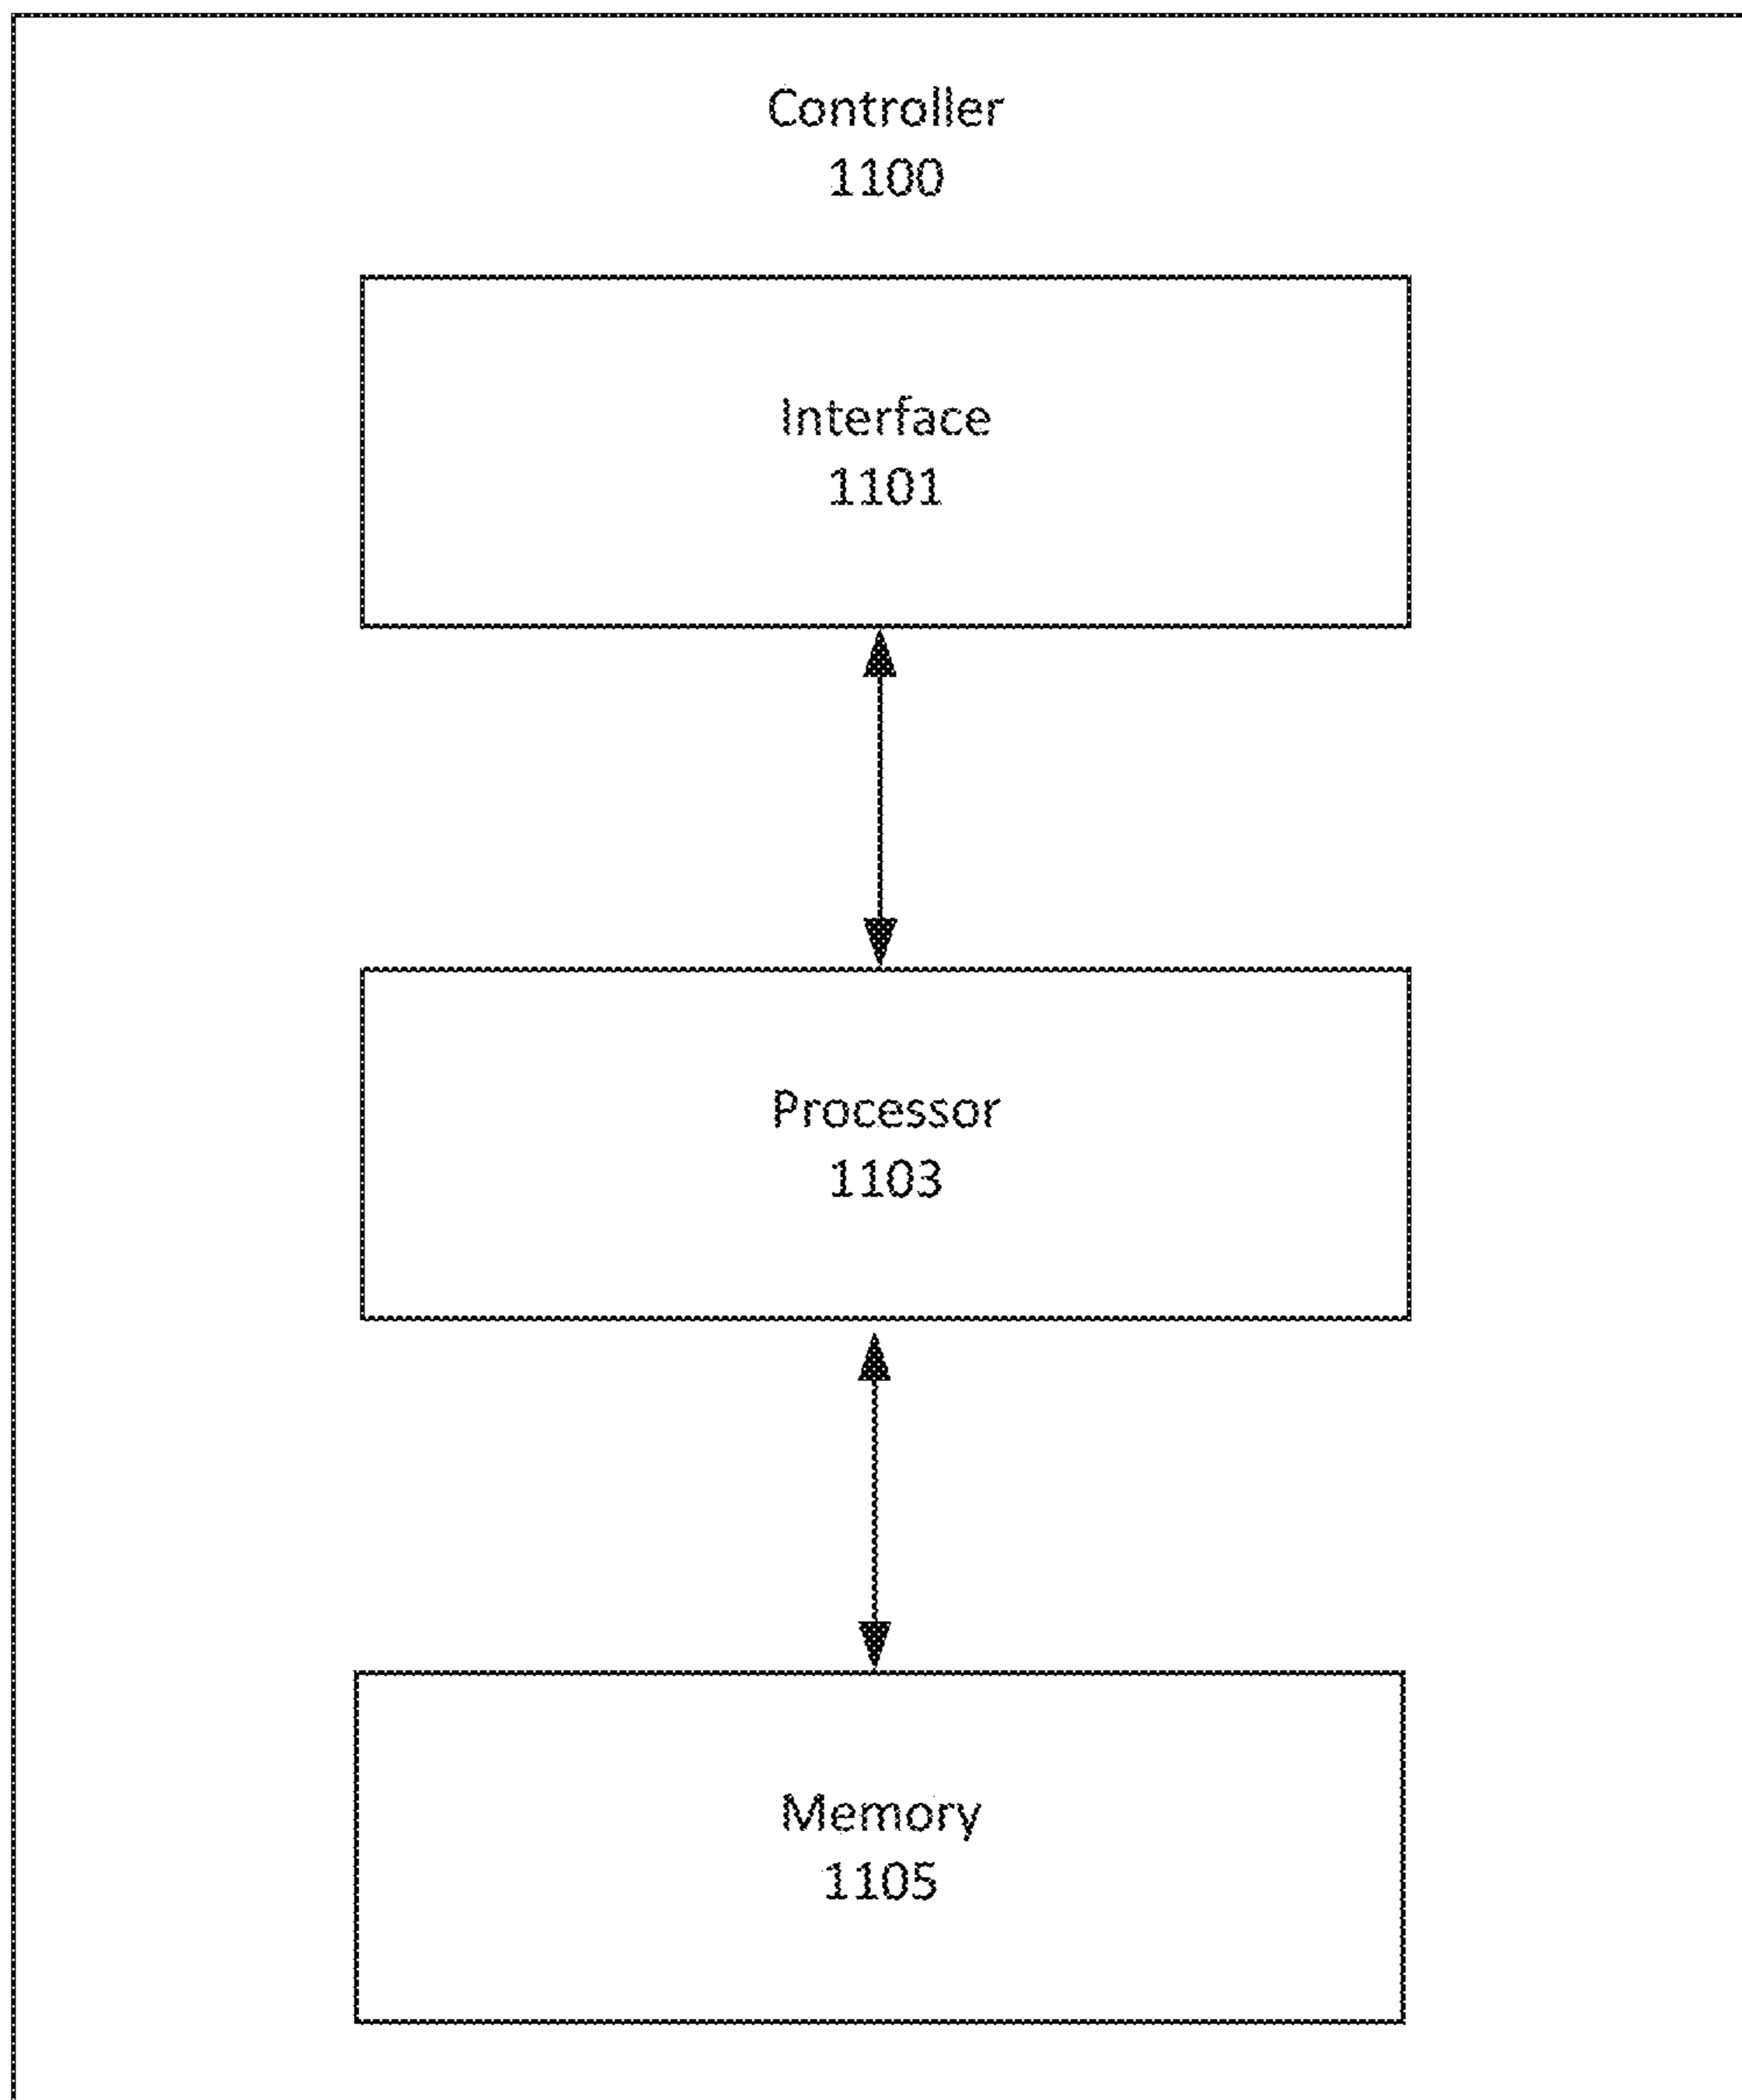 Controller
1100
Interface
1101
Processor
1103
Memory
1105